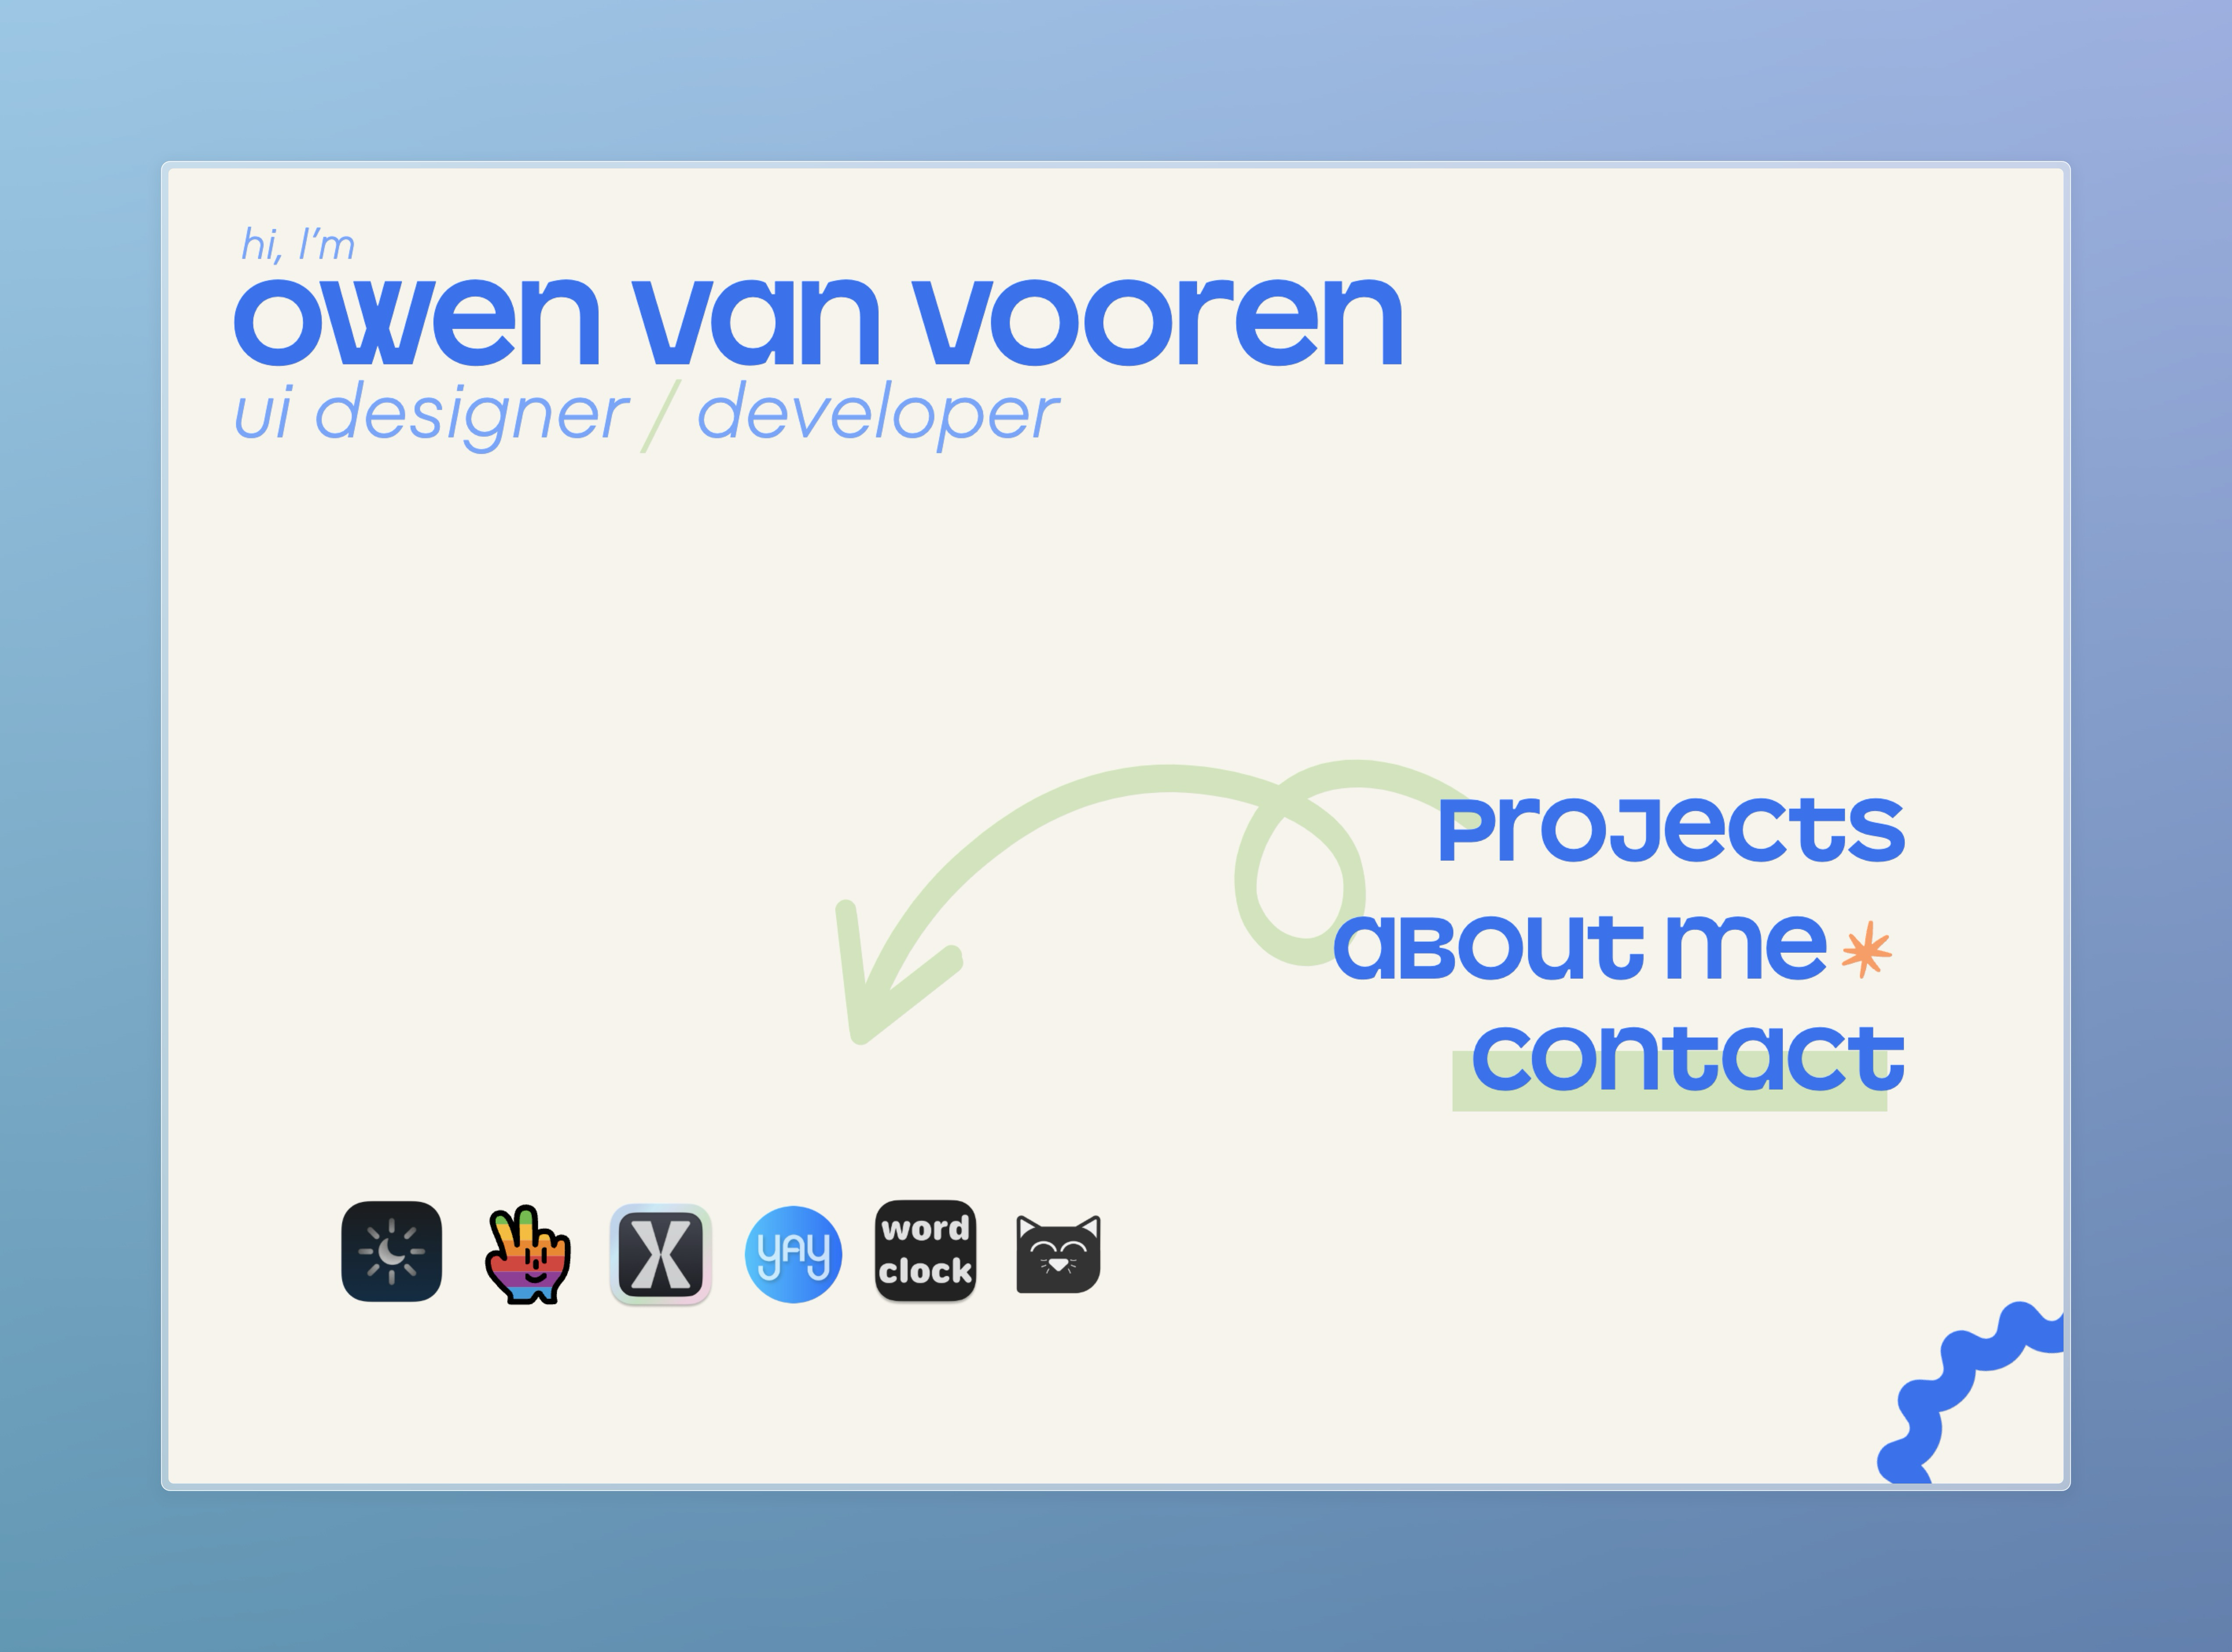 hi, I'm
owen van vooren
ui designer / developer
projects
about me
contact
X
yay
word
clock